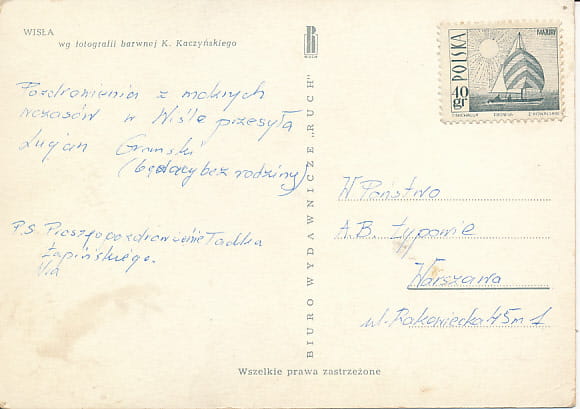 WISŁA
wg fotografii barwnej K. Kaczyńskiego
Pozdrowienia z mokrych
wczasów w Wiśle przesyła
Lucjan
(będący bez rodziny)
P.S. Proszę o pozdrowienie Tadka
Łapińskiego.
BIURO WYDAWNICZE „RUCH"
RUCH
MAZURY
POLSKA
40 gr
W Państwo
A.B. Łypowie
Warszawa
ul. Rakowiecka 45 m 1
Wszelkie prawa zastrzeżone